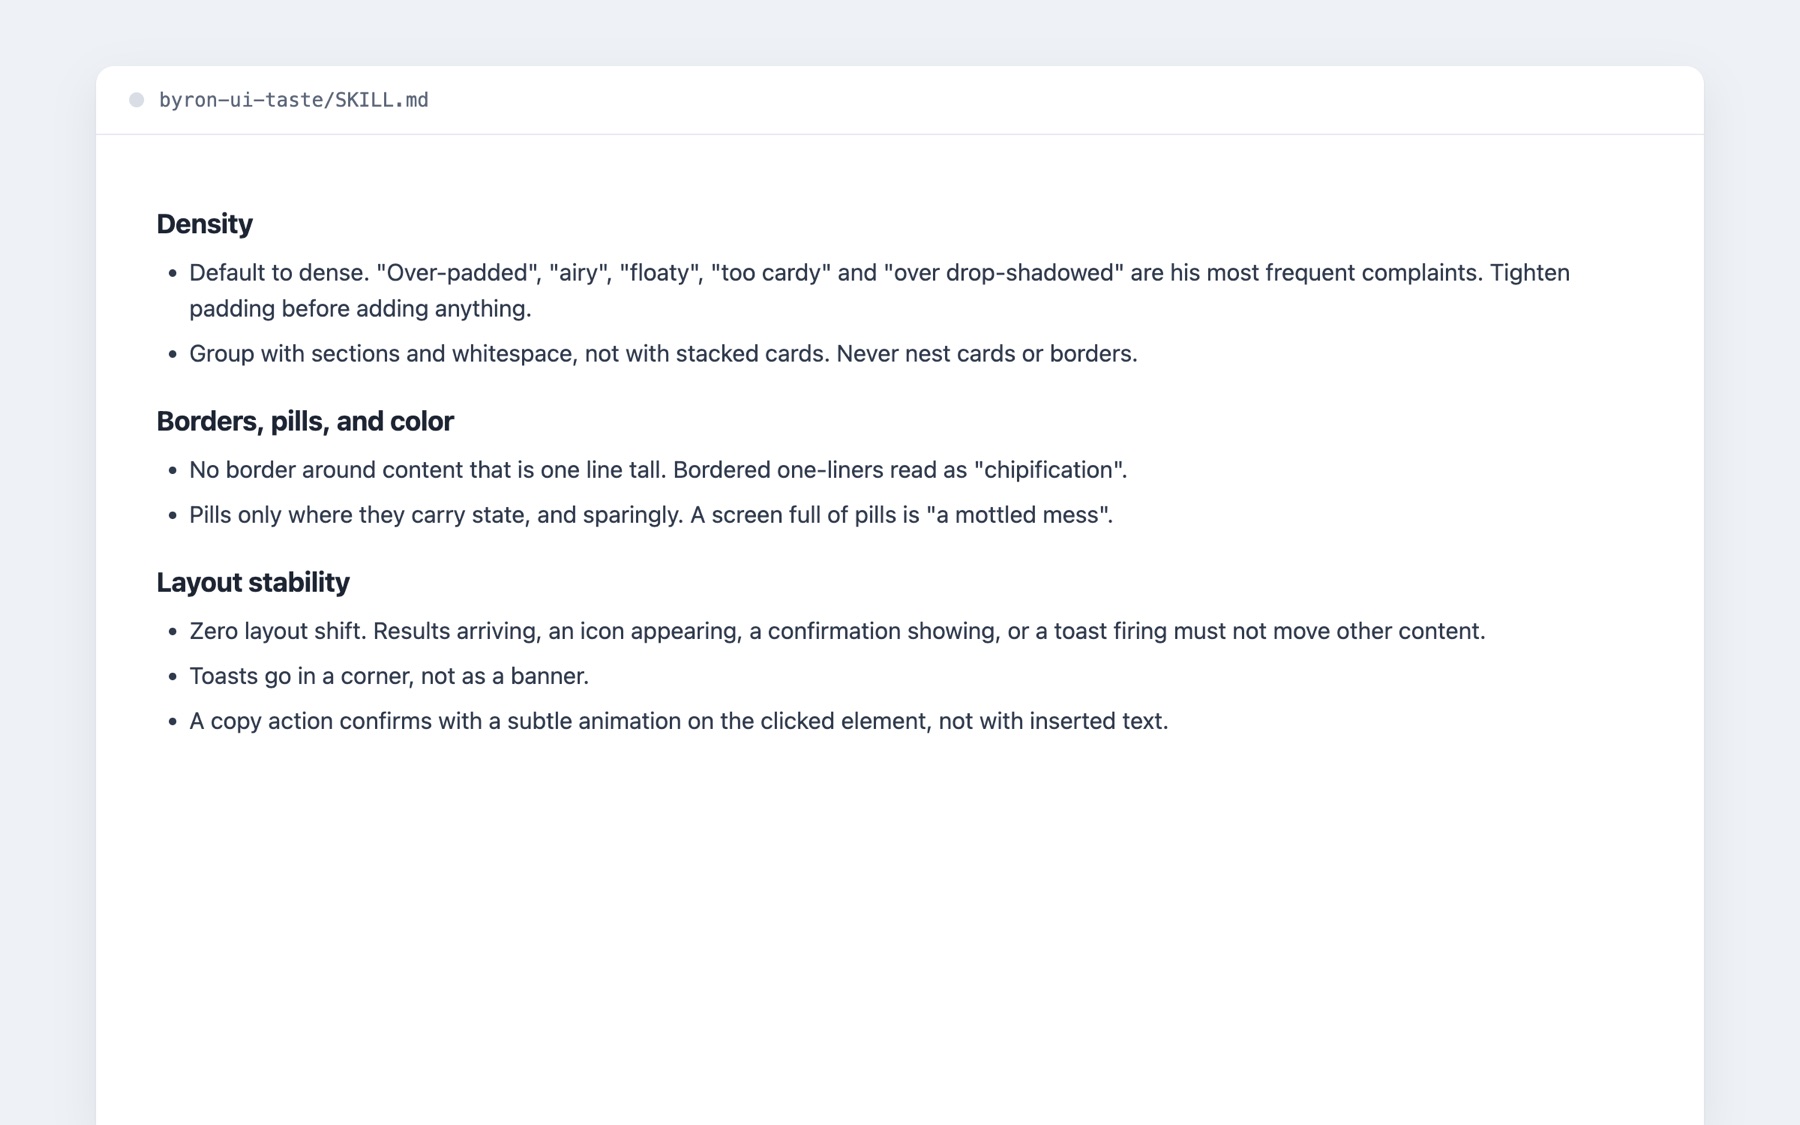 byron-ui-taste/SKILL.md
Density
• Default to dense. "Over-padded", "airy", "floaty", "too cardy" and "over drop-shadowed" are his most frequent complaints. Tighten
padding before adding anything.
• Group with sections and whitespace, not with stacked cards. Never nest cards or borders.
Borders, pills, and color
• No border around content that is one line tall. Bordered one-liners read as "chipification".
• Pills only where they carry state, and sparingly. A screen full of pills is "a mottled mess".
Layout stability
• Zero layout shift. Results arriving, an icon appearing, a confirmation showing, or a toast firing must not move other content.
• Toasts go in a corner, not as a banner.
• A copy action confirms with a subtle animation on the clicked element, not with inserted text.